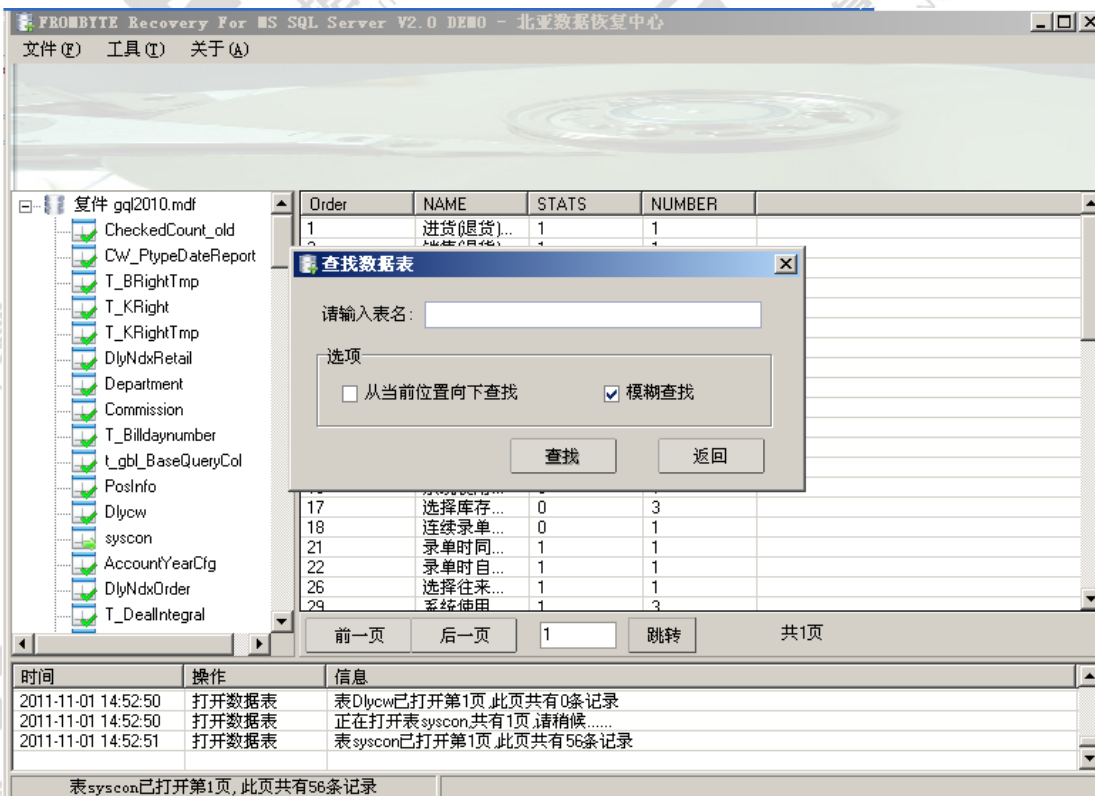 FROMBYTE Recovery For MS SQL Server V2.0 DEMO - 北亚数据恢复中心
文件(F) 工具(T) 关于(A)
复件 gql2010.mdf
CheckedCount_old
CW_PtypeDateReport
T_BRightTmp
T_KRight
T_KRightTmp
DlyNdxRetail
Department
Commission
T_Billdaynumber
t_gbl_BaseQueryCol
PosInfo
Dlycw
syscon
AccountYearCfg
DlyNdxOrder
T_DealIntegral
Order NAME STATS NUMBER
1 进货(退货)... 1 1
查找数据表
请输入表名:
选项
从当前位置向下查找 模糊查找
查找 返回
17 选择库存... 0 3
18 连续录单... 0 1
21 录单时同... 1 1
22 录单时自... 1 1
26 选择往来... 1 1
29 系统使用 1 3
前一页 后一页 1 跳转 共1页
时间 操作 信息
2011-11-01 14:52:50 打开数据表 表Dlycw已打开第1页,此页共有0条记录
2011-11-01 14:52:50 打开数据表 正在打开表syscon,共有1页,请稍候......
2011-11-01 14:52:51 打开数据表 表syscon已打开第1页,此页共有56条记录
表syscon已打开第1页,此页共有56条记录